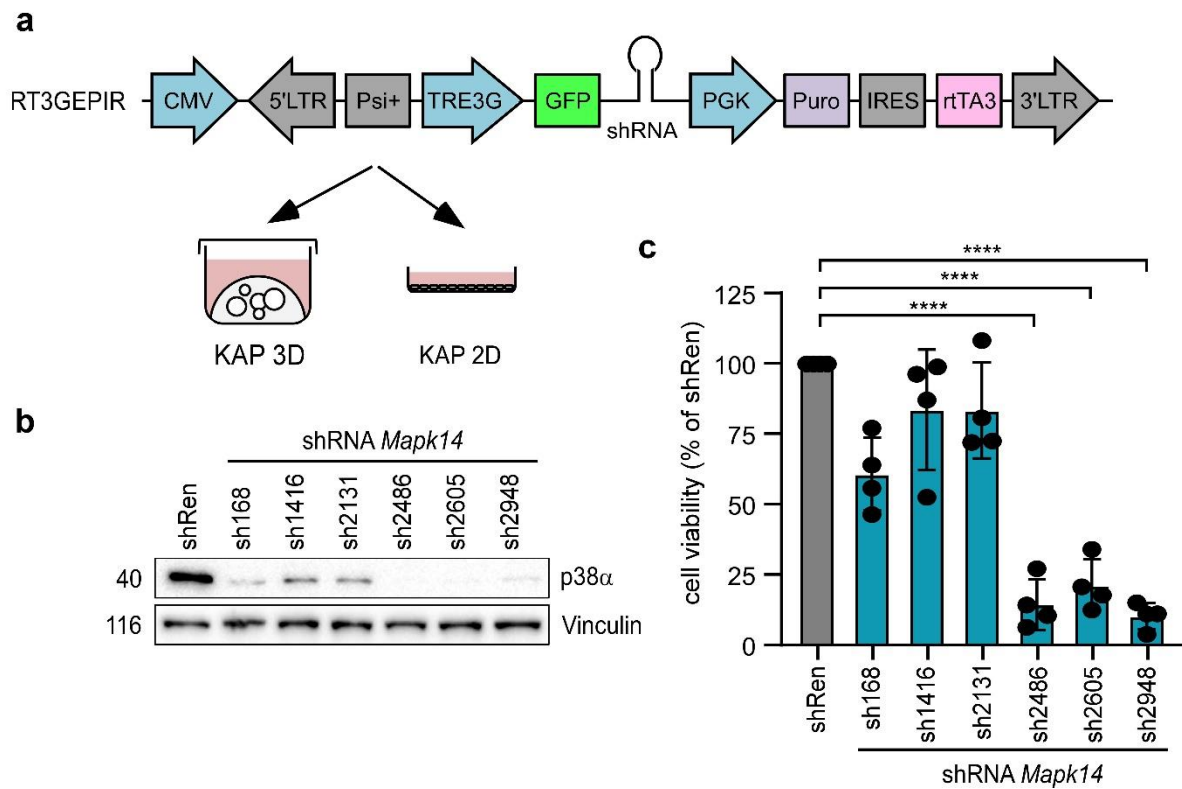 a
RT3GEPIR
CMV
5'LTR
Psi+
TRE3G
GFP
shRNA
PGK
Puro
IRES
rtTA3
3'LTR
KAP 3D
KAP 2D
b
shRNA Mapk14
shRen
sh168
sh1416
sh2131
sh2486
sh2605
sh2948
40
p38α
116
Vinculin
c
****
****
****
cell viability (% of shRen)
125
100
75
50
25
0
shRen
sh168
sh1416
sh2131
sh2486
sh2605
sh2948
shRNA Mapk14